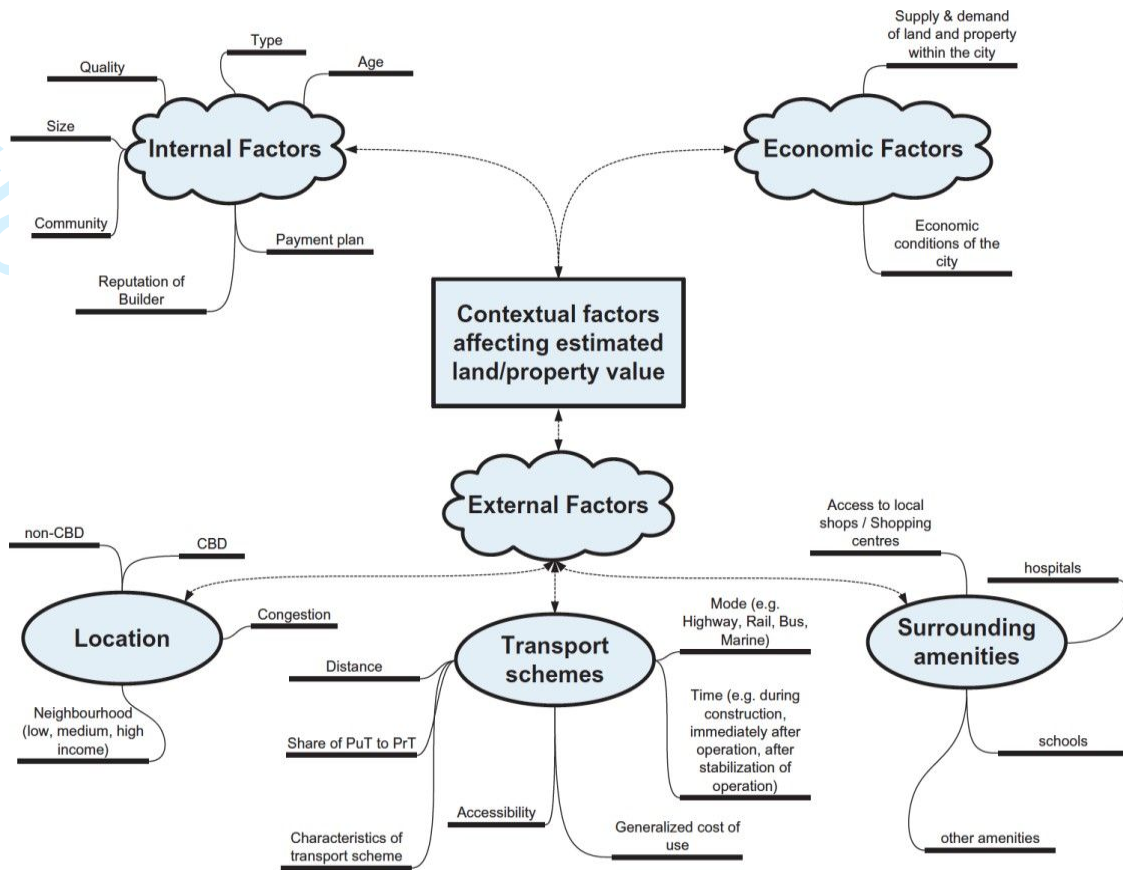 Supply & demand
of land and property
within the city
Type
Age
Quality
Size
Internal Factors
Economic Factors
Community
Payment plan
Reputation of
Builder
Economic
conditions of the
city
Contextual factors
affecting estimated
land/property value
External Factors
non-CBD
CBD
Congestion
Location
Neighbourhood
(low, medium, high
income)
Transport
schemes
Distance
Share of PuT to PrT
Characteristics of
transport scheme
Accessibility
Generalized cost of
use
Mode (e.g.
Highway, Rail, Bus,
Marine)
Time (e.g. during
construction,
immediately after
operation, after
stabilization of
operation)
Access to local
shops / Shopping
centres
hospitals
Surrounding
amenities
schools
other amenities